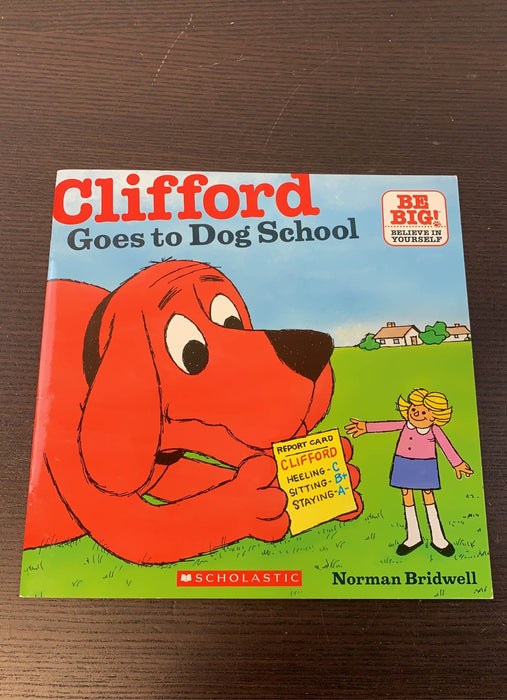 Clifford
Goes to Dog School
BE
BIG!
BELIEVE IN
YOURSELF
REPORT CARD
CLIFFORD
HEELING - C
SITTING - B+
STAYING - A-
SCHOLASTIC
Norman Bridwell